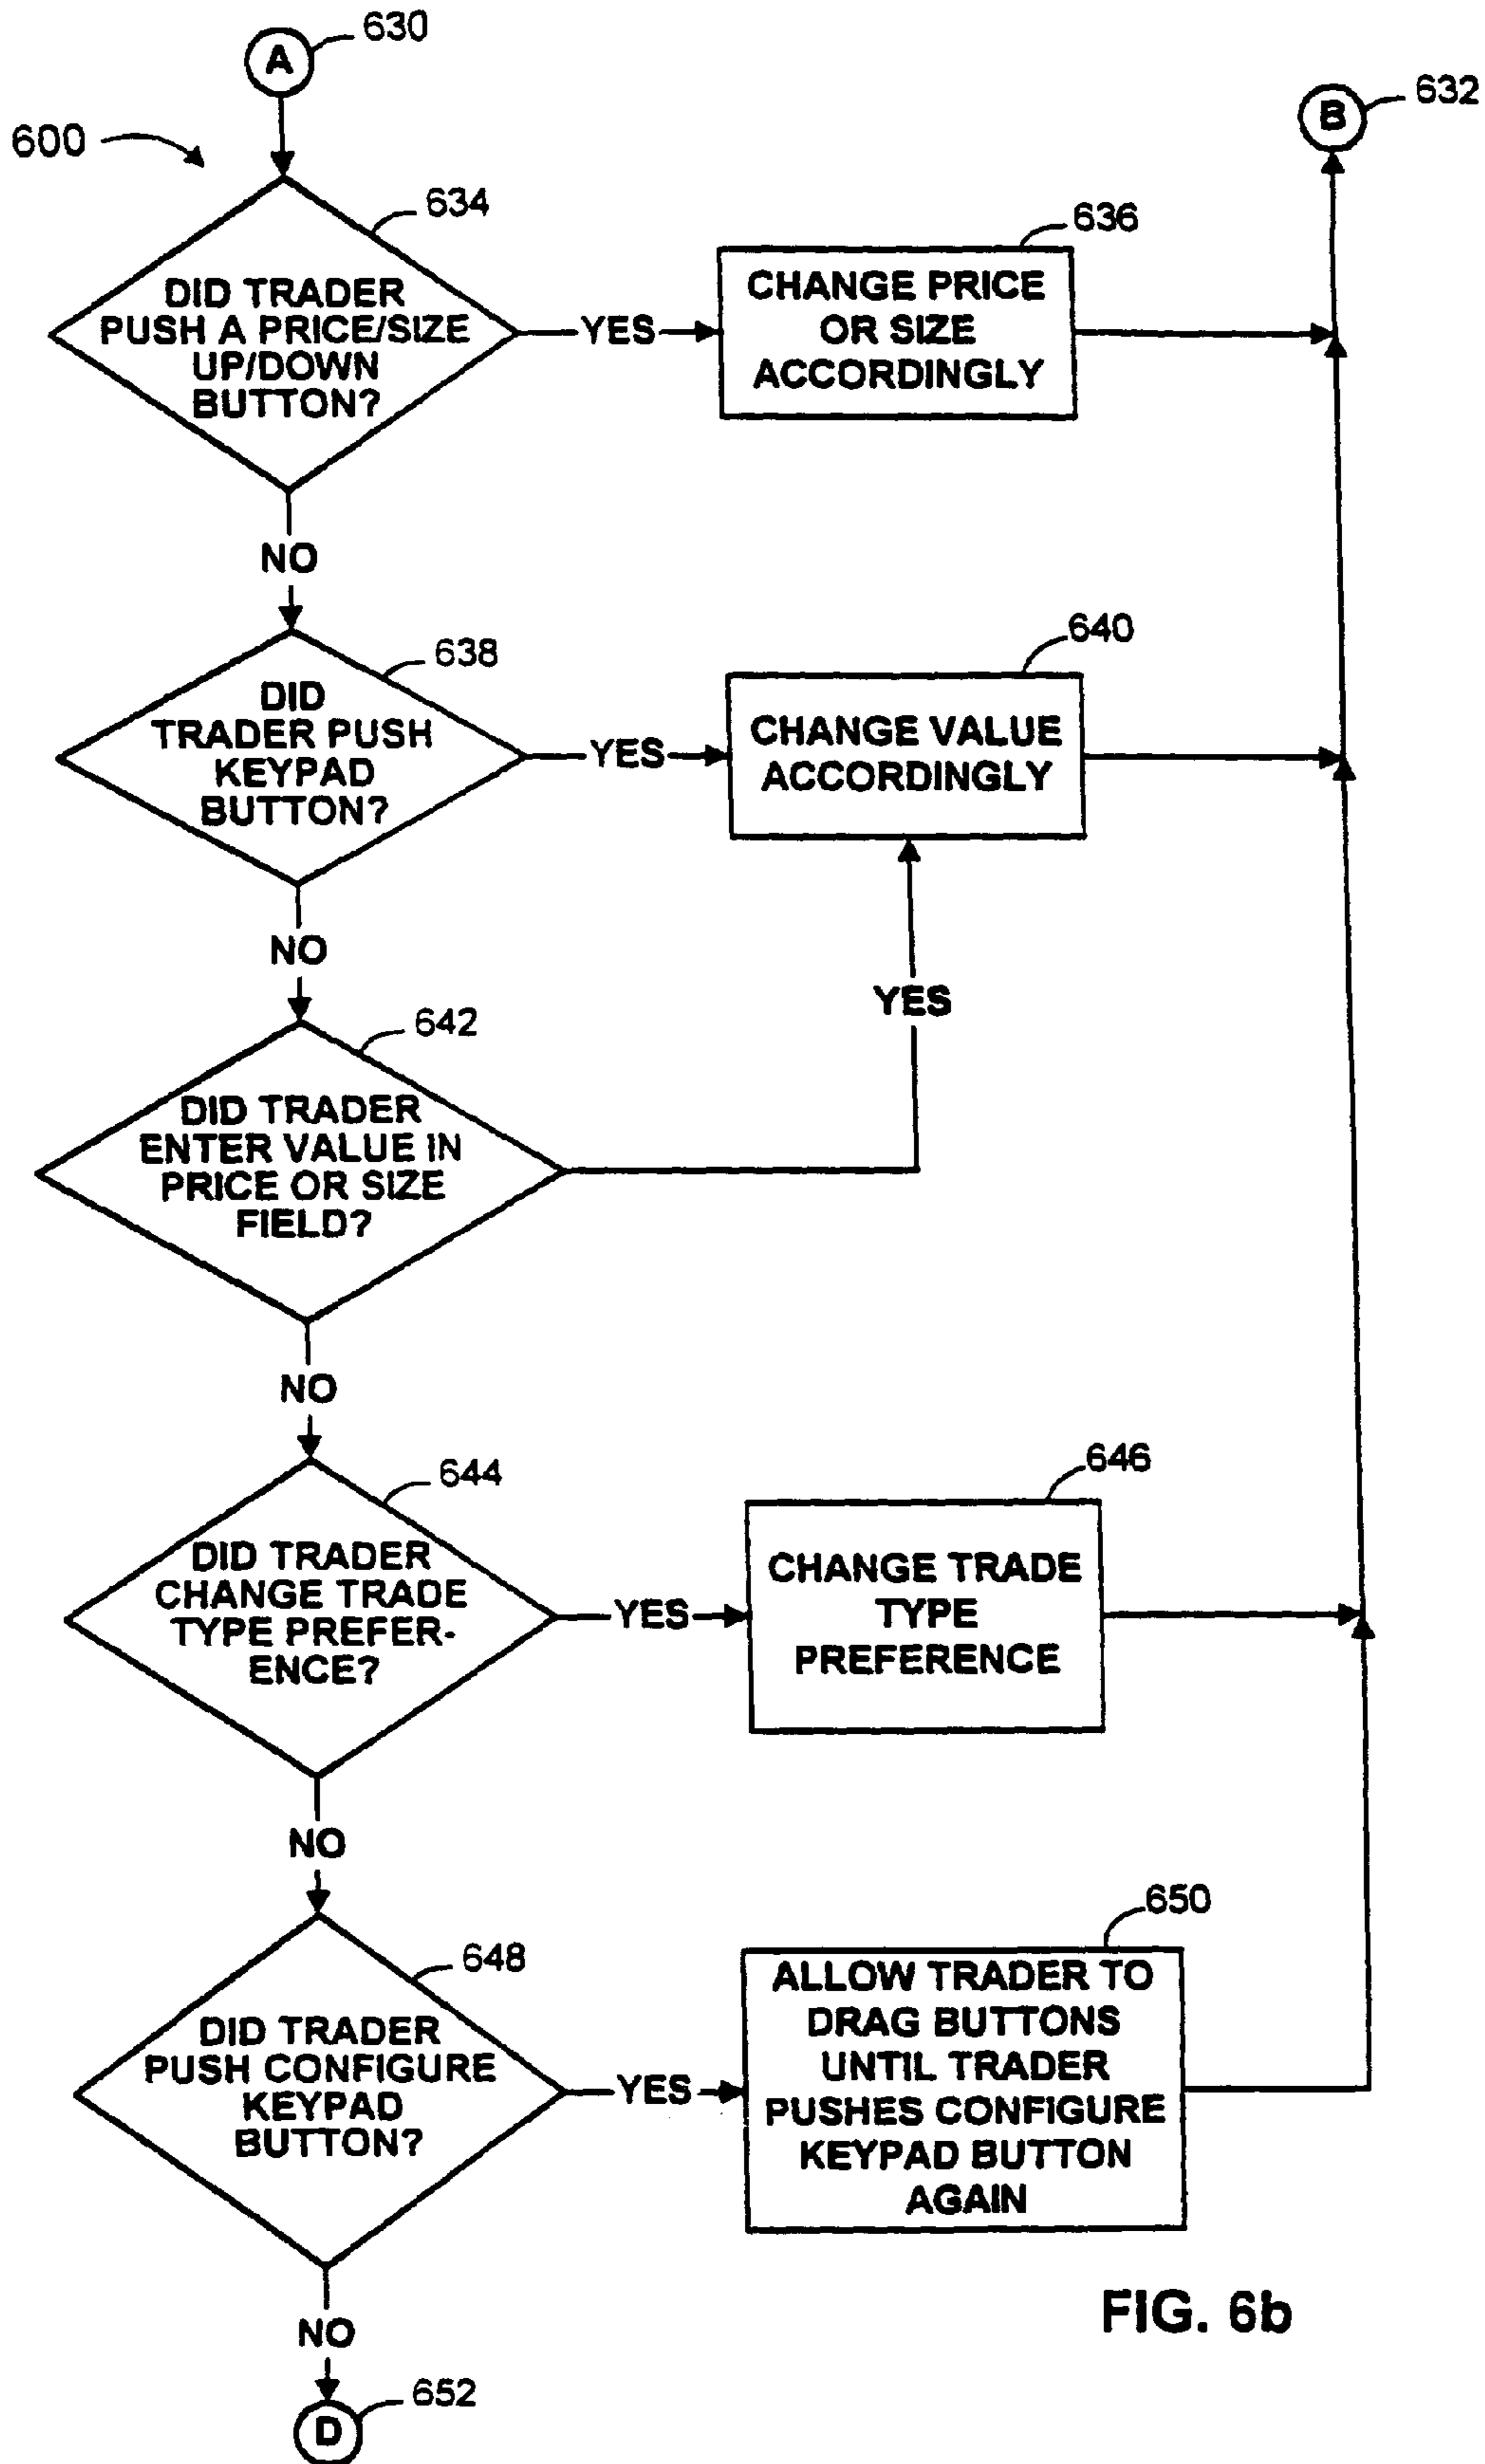 A
630
B
632
600
634
DID TRADER
PUSH A PRICE/SIZE
UP/DOWN
BUTTON?
YES
636
CHANGE PRICE
OR SIZE
ACCORDINGLY
NO
638
DID
TRADER PUSH
KEYPAD
BUTTON?
YES
640
CHANGE VALUE
ACCORDINGLY
NO
YES
642
DID TRADER
ENTER VALUE IN
PRICE OR SIZE
FIELD?
NO
644
DID TRADER
CHANGE TRADE
TYPE PREFER-
ENCE?
YES
646
CHANGE TRADE
TYPE
PREFERENCE
NO
648
DID TRADER
PUSH CONFIGURE
KEYPAD
BUTTON?
YES
650
ALLOW TRADER TO
DRAG BUTTONS
UNTIL TRADER
PUSHES CONFIGURE
KEYPAD BUTTON
AGAIN
NO
D
652
FIG. 6b